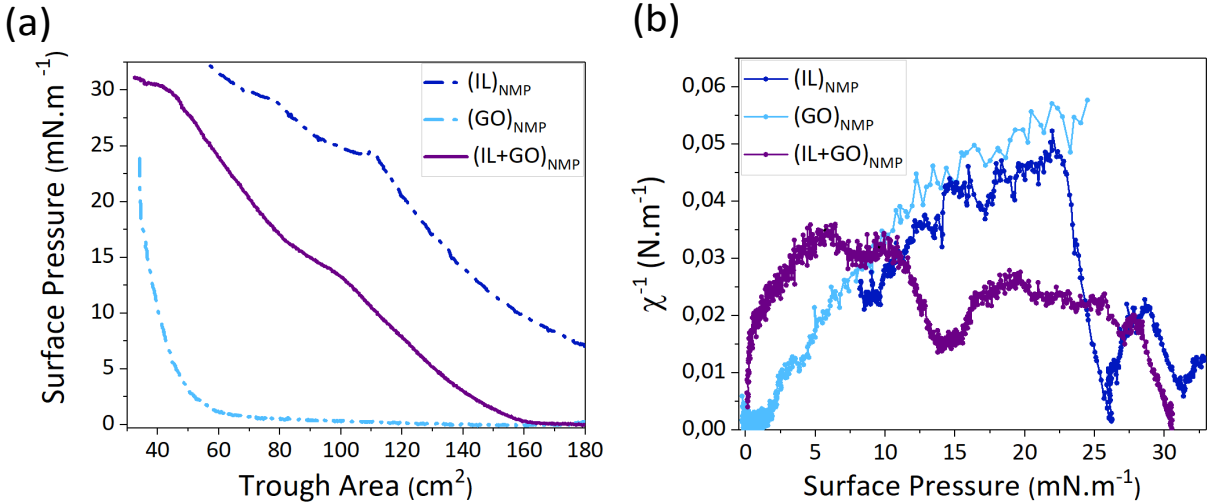 (a)
Surface Pressure (mN.m⁻¹)
30
25
20
15
10
5
0
40 60 80 100 120 140 160 180
Trough Area (cm²)
(IL)NMP
(GO)NMP
(IL+GO)NMP
(b)
χ⁻¹ (N.m⁻¹)
0,06
0,05
0,04
0,03
0,02
0,01
0,00
0 5 10 15 20 25 30
Surface Pressure (mN.m⁻¹)
(IL)NMP
(GO)NMP
(IL+GO)NMP